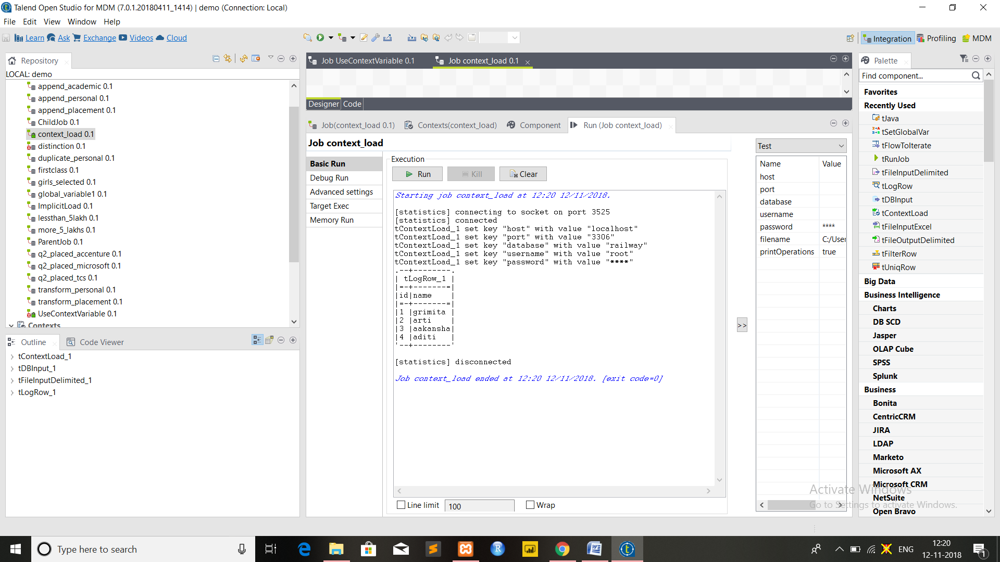 Talend Open Studio for MDM (7.0.1.20180411_1414) | demo (Connection: Local)
File Edit View Window Help
Learn Ask Exchange Videos Cloud
Integration Profiling MDM
Repository
LOCAL: demo
append_academic 0.1
append_personal 0.1
append_placement 0.1
ChildJob 0.1
context_load 0.1
distinction 0.1
duplicate_personal 0.1
firstclass 0.1
girls_selected 0.1
global_variable1 0.1
ImplicitLoad 0.1
lessthan_5lakh 0.1
more_5_lakhs 0.1
ParentJob 0.1
q2_placed_accenture 0.1
q2_placed_microsoft 0.1
q2_placed_tcs 0.1
transform_personal 0.1
transform_placement 0.1
UseContextVariable 0.1
Contexts
Outline Code Viewer
tContextLoad_1
tDBInput_1
tFileInputDelimited_1
tLogRow_1
Job UseContextVariable 0.1 Job context_load 0.1
Designer Code
Job(context_load 0.1) Contexts(context_load) Component Run (Job context_load)
Job context_load
Basic Run
Debug Run
Advanced settings
Target Exec
Memory Run
Execution
Run Kill Clear
Starting job context_load at 12:20 12/11/2018.
[statistics] connecting to socket on port 3525
[statistics] connected
tContextLoad_1 set key "host" with value "localhost"
tContextLoad_1 set key "port" with value "3306"
tContextLoad_1 set key "database" with value "railway"
tContextLoad_1 set key "username" with value "root"
tContextLoad_1 set key "password" with value "****"
.--+--------.
| tLogRow_1 |
|=-+-------=|
|id|name    |
|=-+-------=|
|1 |grimita |
|2 |arti    |
|3 |aakansha|
|4 |aditi   |
'--+--------'
[statistics] disconnected
Job context_load ended at 12:20 12/11/2018. [exit code=0]
Line limit 100 Wrap
>>
Test
Name Value
host
port
database
username
password ****
filename C:/User
printOperations true
Palette
Find component...
Favorites
Recently Used
tJava
tSetGlobalVar
tFlowToIterate
tRunJob
tFileInputDelimited
tLogRow
tDBInput
tContextLoad
tFileInputExcel
tFileOutputDelimited
tFilterRow
tUniqRow
Big Data
Business Intelligence
Charts
DB SCD
Jasper
OLAP Cube
SPSS
Splunk
Business
Bonita
CentricCRM
JIRA
LDAP
Marketo
Microsoft AX
Microsoft CRM
NetSuite
Open Bravo
Activate Windows
Go to Settings to activate Windows.
Type here to search
ENG
12:20
12-11-2018
1